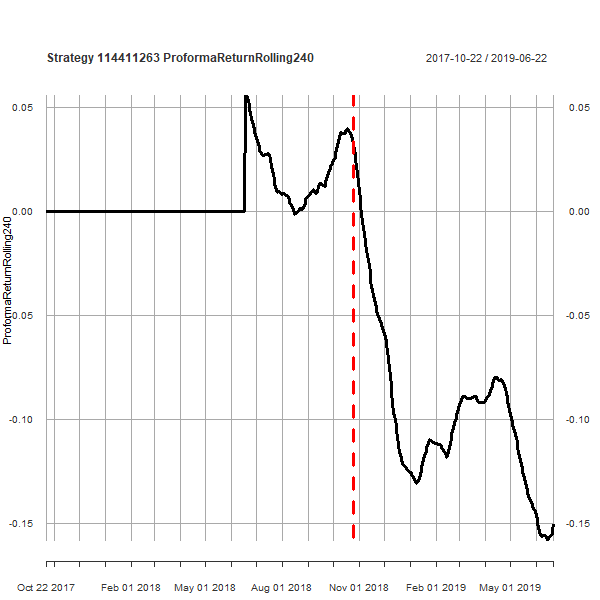 Strategy 114411263 ProformaReturnRolling240
2017-10-22 / 2019-06-22
ProformaReturnRolling240
0.05
0.00
-0.05
-0.10
-0.15
0.05
0.00
-0.05
-0.10
-0.15
Oct 22 2017
Feb 01 2018
May 01 2018
Aug 01 2018
Nov 01 2018
Feb 01 2019
May 01 2019